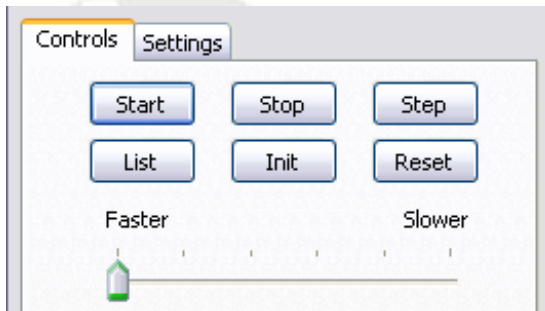 Controls Settings
Start Stop Step
List Init Reset
Faster Slower